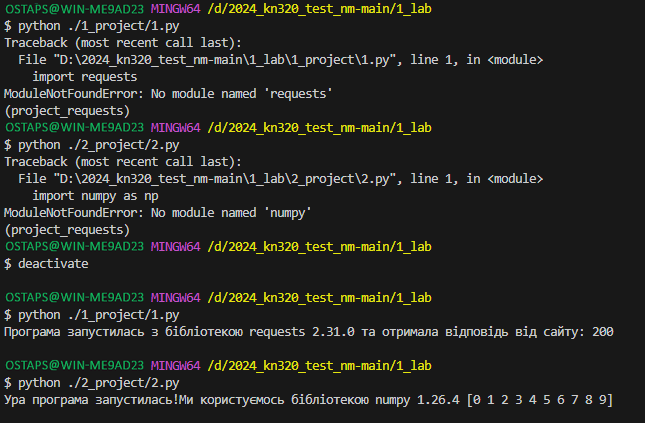 OSTAPS@WIN-ME9AD23 MINGW64 /d/2024_kn320_test_nm-main/1_lab
$ python ./1_project/1.py
Traceback (most recent call last):
  File "D:\2024_kn320_test_nm-main\1_lab\1_project\1.py", line 1, in <module>
    import requests
ModuleNotFoundError: No module named 'requests'
(project_requests)
OSTAPS@WIN-ME9AD23 MINGW64 /d/2024_kn320_test_nm-main/1_lab
$ python ./2_project/2.py
Traceback (most recent call last):
  File "D:\2024_kn320_test_nm-main\1_lab\2_project\2.py", line 1, in <module>
    import numpy as np
ModuleNotFoundError: No module named 'numpy'
(project_requests)
OSTAPS@WIN-ME9AD23 MINGW64 /d/2024_kn320_test_nm-main/1_lab
$ deactivate
OSTAPS@WIN-ME9AD23 MINGW64 /d/2024_kn320_test_nm-main/1_lab
$ python ./1_project/1.py
Програма запустилась з бібліотекою requests 2.31.0 та отримала відповідь від сайту: 200
OSTAPS@WIN-ME9AD23 MINGW64 /d/2024_kn320_test_nm-main/1_lab
$ python ./2_project/2.py
Ура програма запустилась!Ми користуємось бібліотекою numpy 1.26.4 [0 1 2 3 4 5 6 7 8 9]